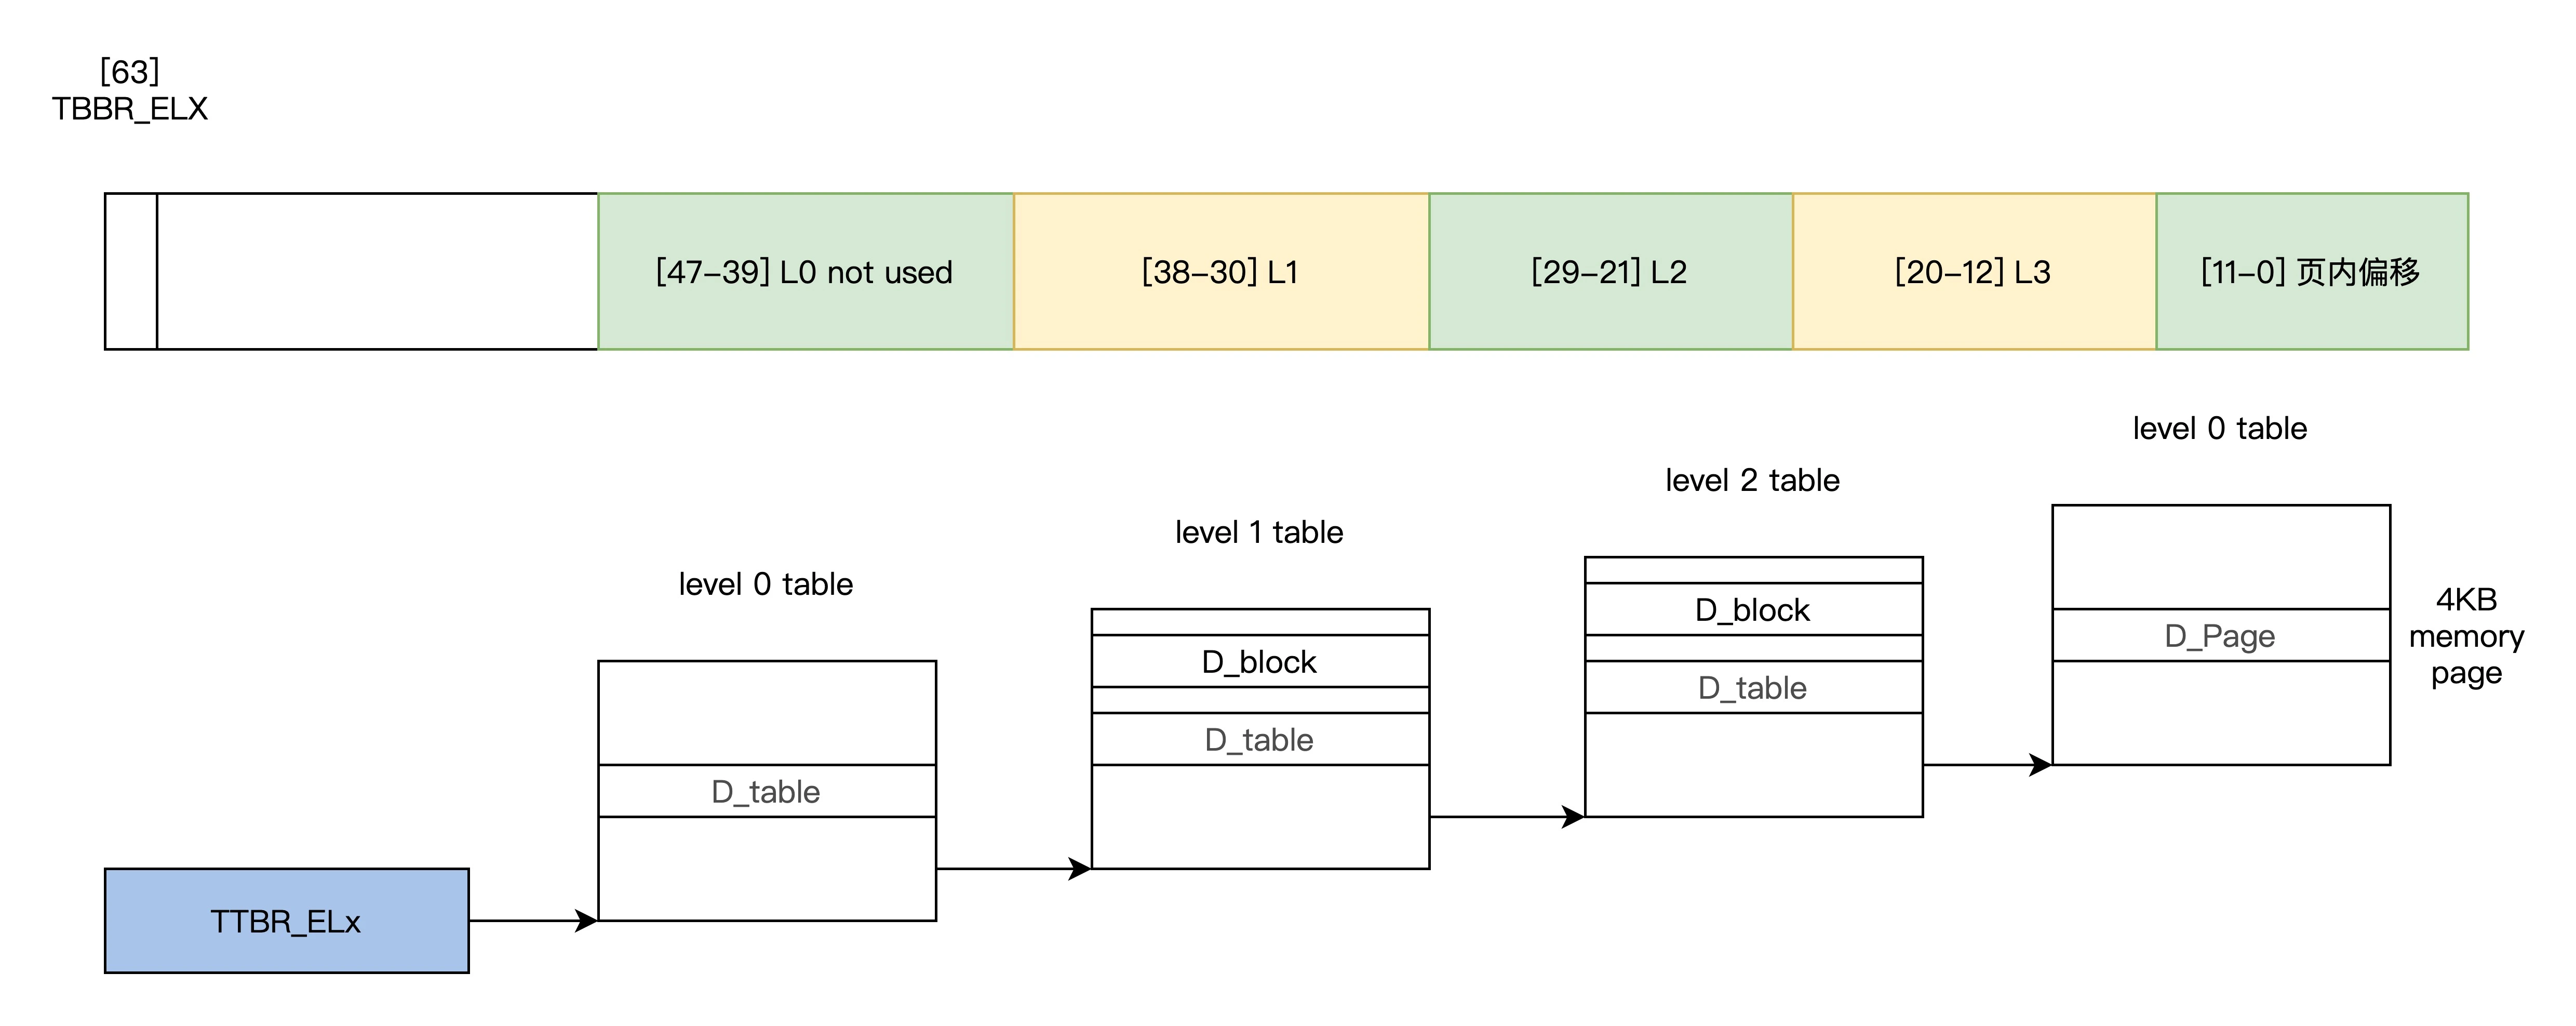 [63]
TBBR_ELX
[47-39] L0 not used
[38-30] L1
[29-21] L2
[20-12] L3
[11-0] 页内偏移
level 0 table
level 2 table
level 1 table
level 0 table
D_table
D_block
D_table
D_block
D_table
D_Page
4KB
memory
page
TTBR_ELx